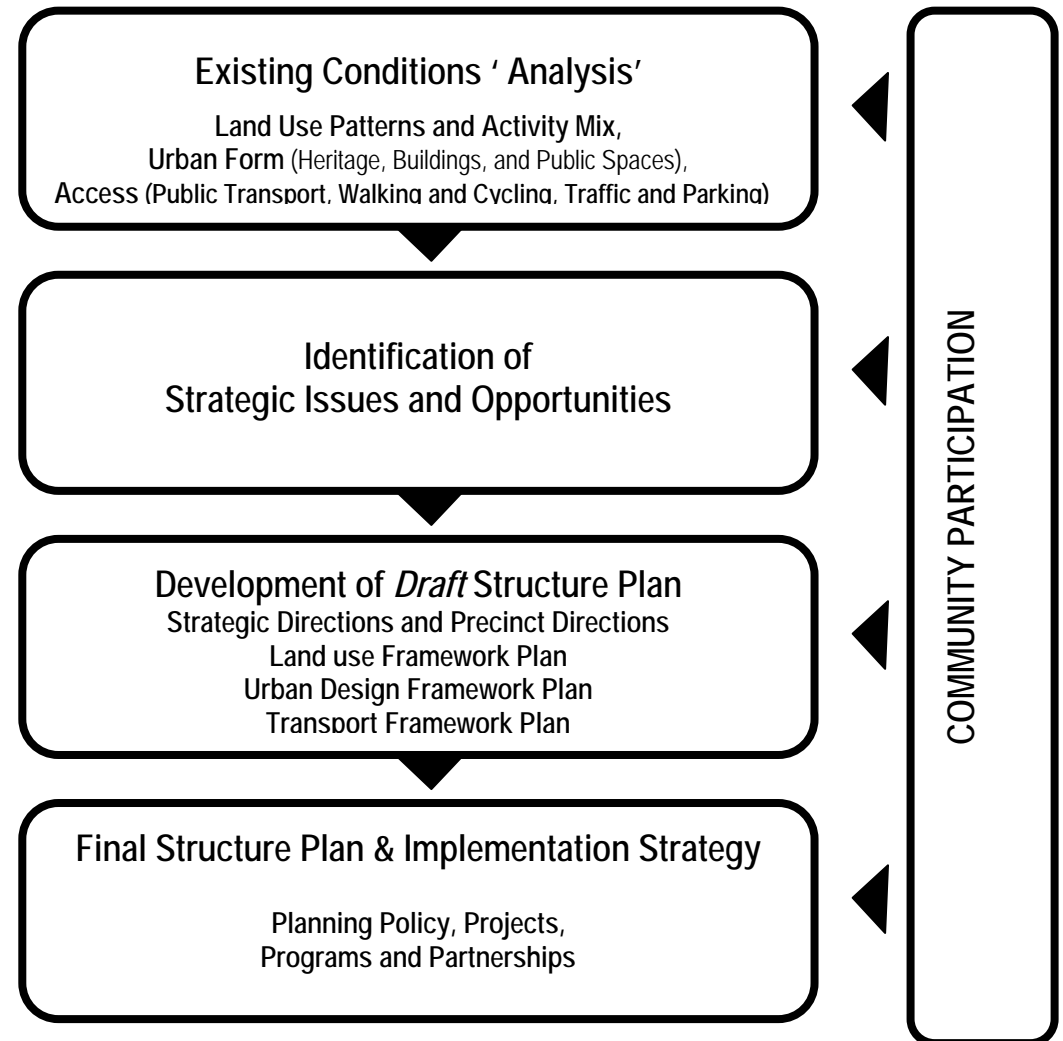 Existing Conditions ‘ Analysis’
Land Use Patterns and Activity Mix,
Urban Form (Heritage, Buildings, and Public Spaces),
Access (Public Transport, Walking and Cycling, Traffic and Parking)
Identification of
Strategic Issues and Opportunities
Development of Draft Structure Plan
Strategic Directions and Precinct Directions
Land use Framework Plan
Urban Design Framework Plan
Transport Framework Plan
Final Structure Plan & Implementation Strategy
Planning Policy, Projects,
Programs and Partnerships
COMMUNITY PARTICIPATION